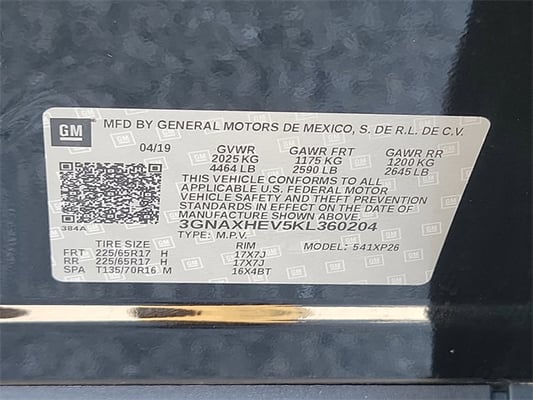 GM MFD BY GENERAL MOTORS DE MEXICO, S. DE R.L. DE C.V.
04/19 GVWR GAWR FRT GAWR RR
2025 KG 1175 KG 1200 KG
4464 LB 2590 LB 2645 LB
THIS VEHICLE CONFORMS TO ALL
APPLICABLE U.S. FEDERAL MOTOR
VEHICLE SAFETY AND THEFT PREVENTION
STANDARDS IN EFFECT ON THE DATE OF
MANUFACTURE SHOWN ABOVE.
384A 3GNAXHEV5KL360204
TYPE: M.P.V.
TIRE SIZE RIM MODEL: 541XP26
FRT 225/65R17 H 17X7J
RR 225/65R17 H 17X7J
SPA T135/70R16 M 16X4BT